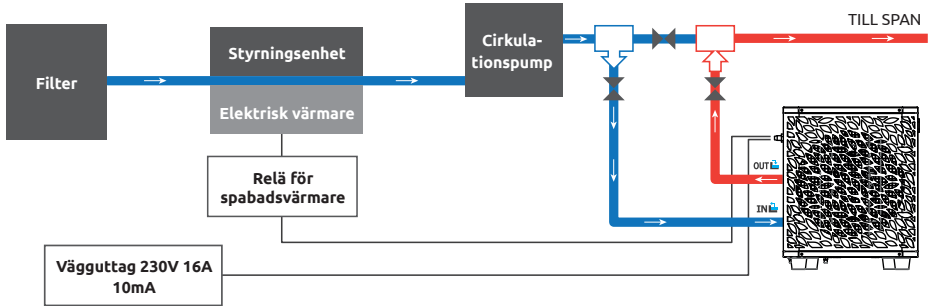 TILL SPAN
Filter
Styrningsenhet
Elektrisk värmare
Cirkula-
tionspump
Relä för
spabadsvärmare
OUT
IN
Vägguttag 230V 16A
10mA